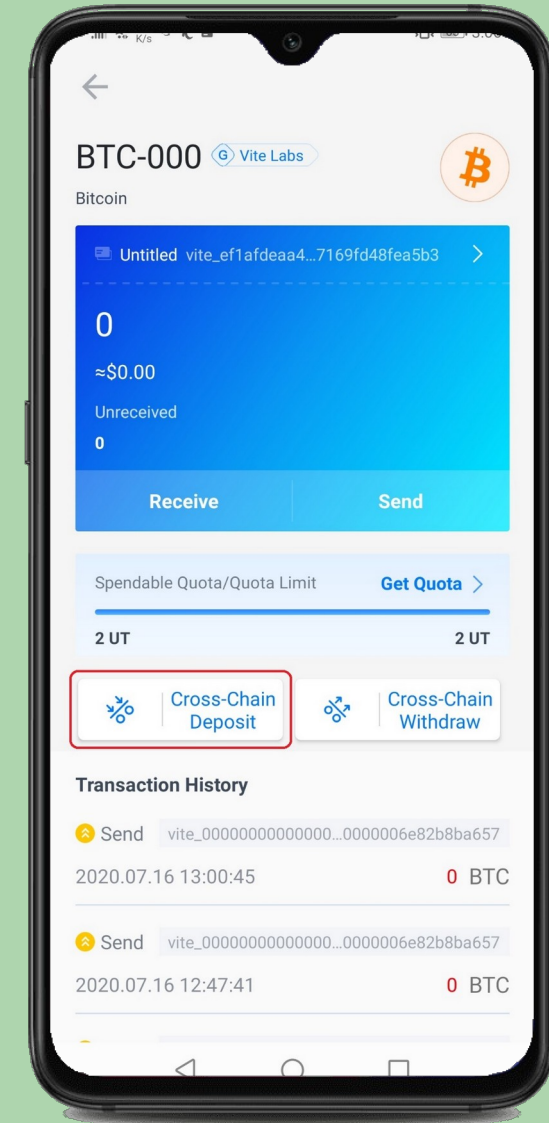 K/s
BTC-000 G Vite Labs
Bitcoin
Untitled vite_ef1afdeaa4...7169fd48fea5b3
0
≈$0.00
Unreceived
0
Receive Send
Spendable Quota/Quota Limit Get Quota
2 UT 2 UT
Cross-Chain Deposit
Cross-Chain Withdraw
Transaction History
Send vite_00000000000000...0000006e82b8ba657
2020.07.16 13:00:45 0 BTC
Send vite_00000000000000...0000006e82b8ba657
2020.07.16 12:47:41 0 BTC